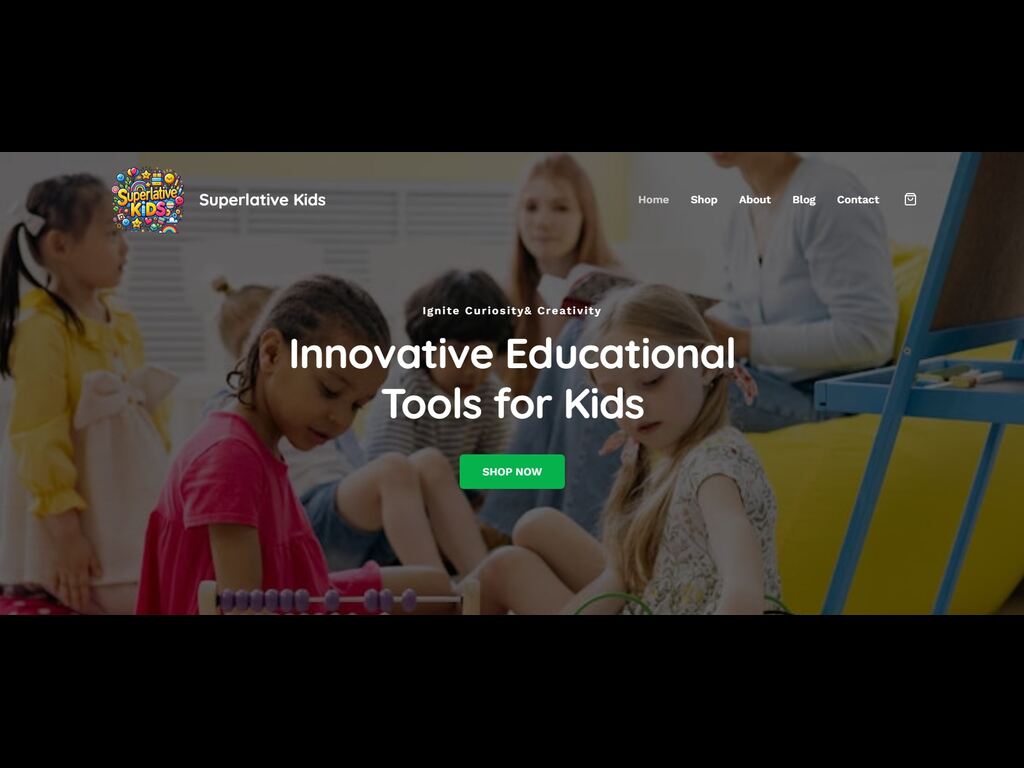 Superlative
KiDS
Superlative Kids
Home Shop About Blog Contact
Ignite Curiosity& Creativity
Innovative Educational
Tools for Kids
SHOP NOW